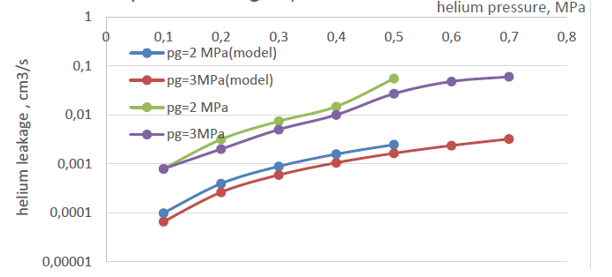 helium pressure, MPa
1
0 0,1 0,2 0,3 0,4 0,5 0,6 0,7 0,8
pg=2 MPa(model)
0,1
pg=3MPa(model)
pg=2 MPa
0,01
pg=3MPa
0,001
0,0001
0,00001
helium leakage , cm3/s